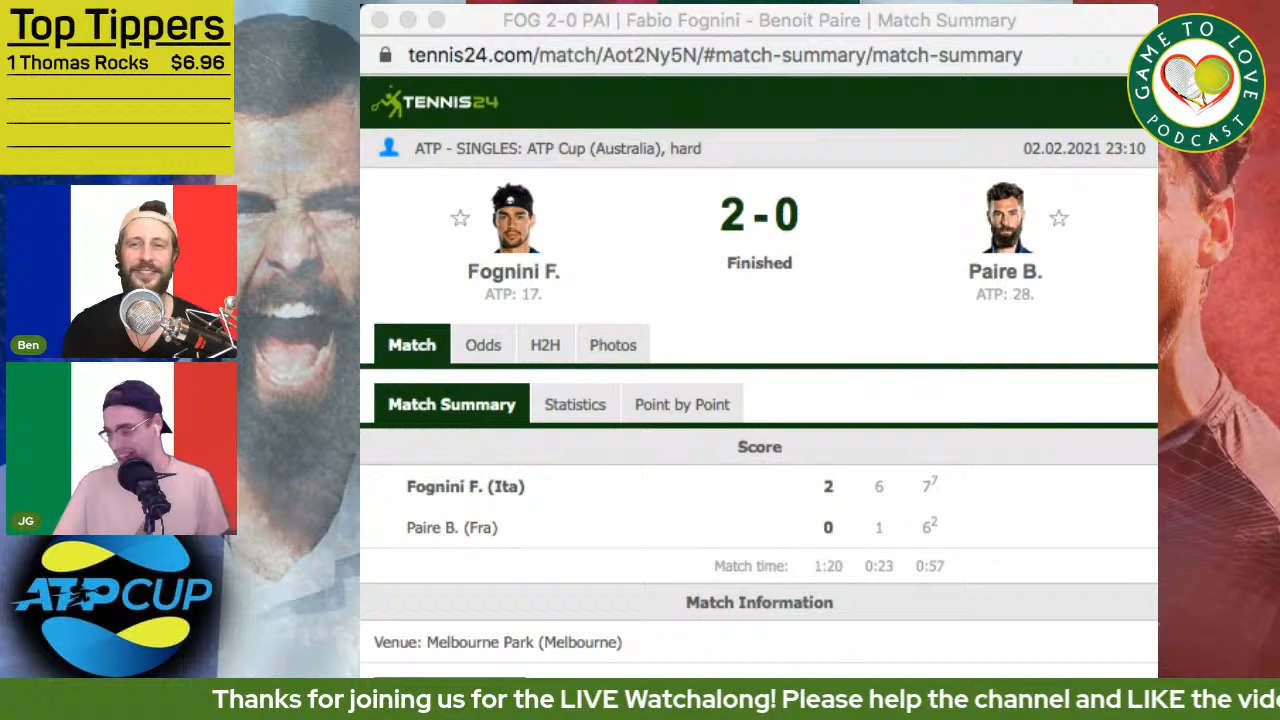 Top Tippers
1 Thomas Rocks $6.96
FOG 2-0 PAI | Fabio Fognini - Benoit Paire | Match Summary
tennis24.com/match/Aot2Ny5N/#match-summary/match-summary
GAME TO LOVE
PODCAST
TENNIS24
ATP - SINGLES: ATP Cup (Australia), hard 02.02.2021 23:10
2 - 0
Finished
Fognini F.
ATP: 17.
Paire B.
ATP: 28.
Match Odds H2H Photos
Match Summary Statistics Point by Point
Score
Fognini F. (Ita) 2 6 7⁷
Paire B. (Fra) 0 1 6²
Match time: 1:20 0:23 0:57
Match Information
Venue: Melbourne Park (Melbourne)
Ben
JG
ATP CUP
Thanks for joining us for the LIVE Watchalong! Please help the channel and LIKE the vid